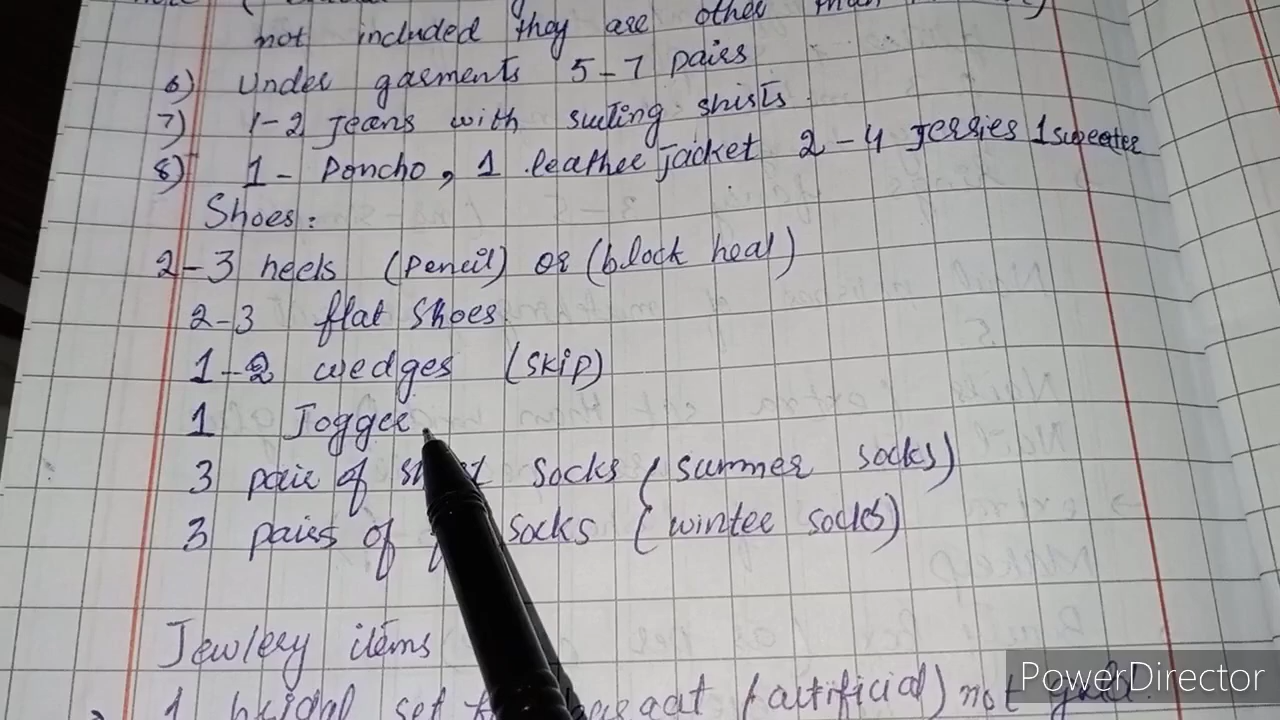 not included they are other than
6) Under garments 5-7 pairs
7) 1-2 Jeans with suiting shirts
8) 1- Poncho, 1 leather jacket 2-4 Jersies 1 sweater
Shoes:
2-3 heels (Pencil) or (block heal)
2-3 flat shoes
1-2 wedges (skip)
1 Jogger
3 pair of socks (summer socks)
3 pairs of socks (winter socks)
Jewlery items
1 bridal set (artificial) not gold.
PowerDirector